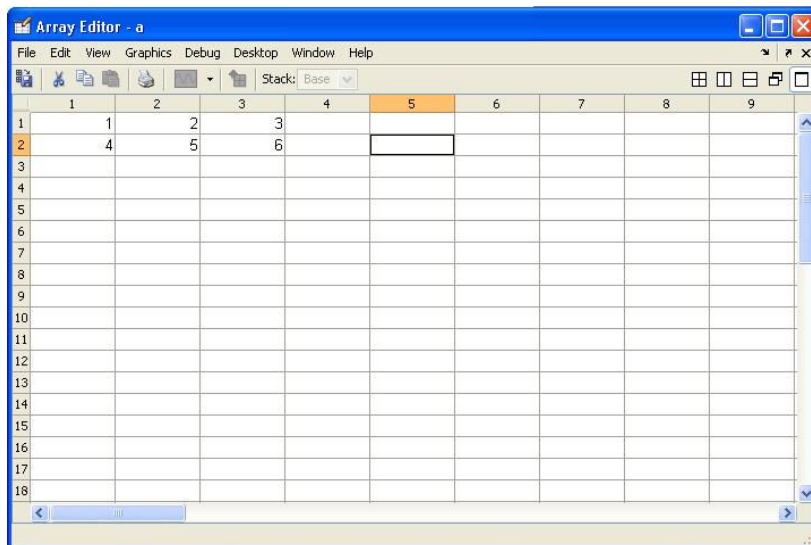 Array Editor - a
File Edit View Graphics Debug Desktop Window Help
Stack: Base
1 2 3 4 5 6 7 8 9
1 1 2 3
2 4 5 6
3
4
5
6
7
8
9
10
11
12
13
14
15
16
17
18